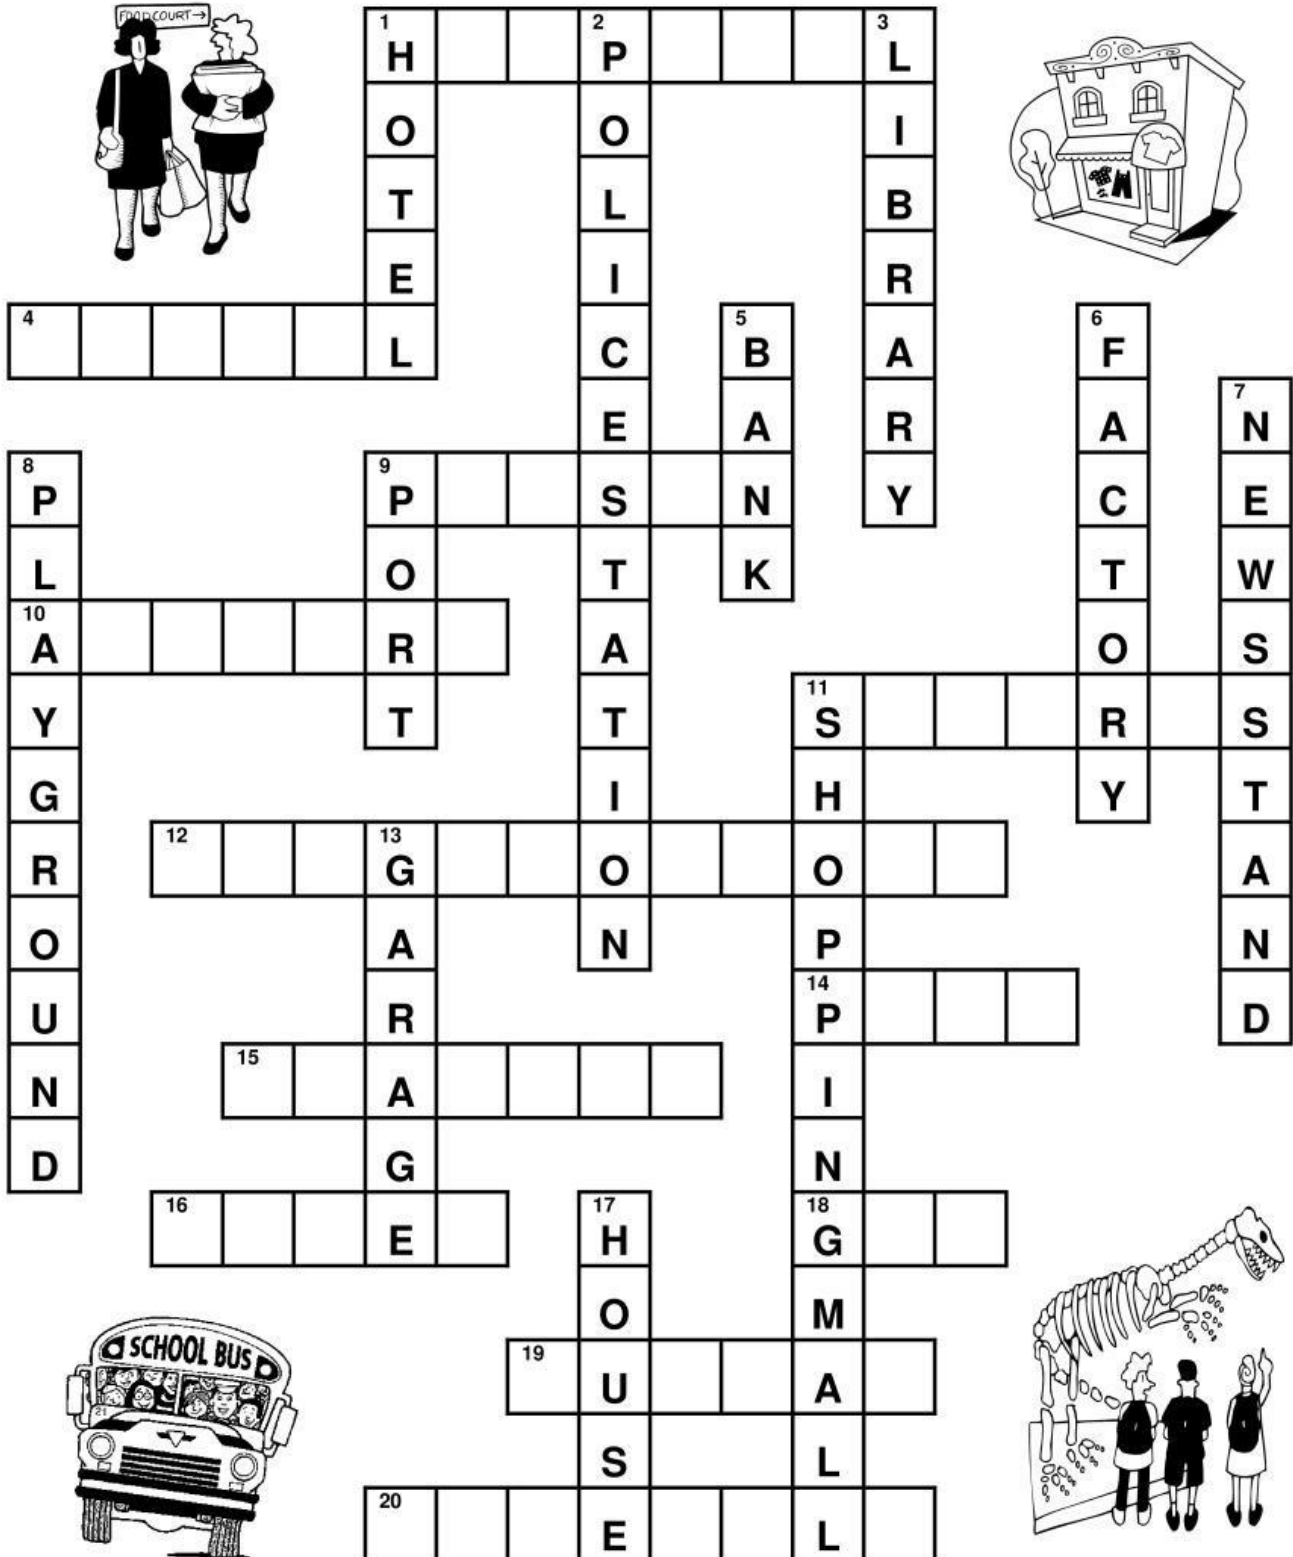 FOOD COURT→
1 2 3
H P L
O O I
T L B
E I R
4 5 6
L C B A F
7
E A R A N
8 9
P P S N Y C E
L O T K T W
10
A R A O S
11
Y T T S R S
G I H Y T
12 13
R G O O A
O A N P N
14
U R P D
15
N A I
D G N
16 17 18
E H G
O M
SCHOOL BUS
19
U A
21
S L
20
E L